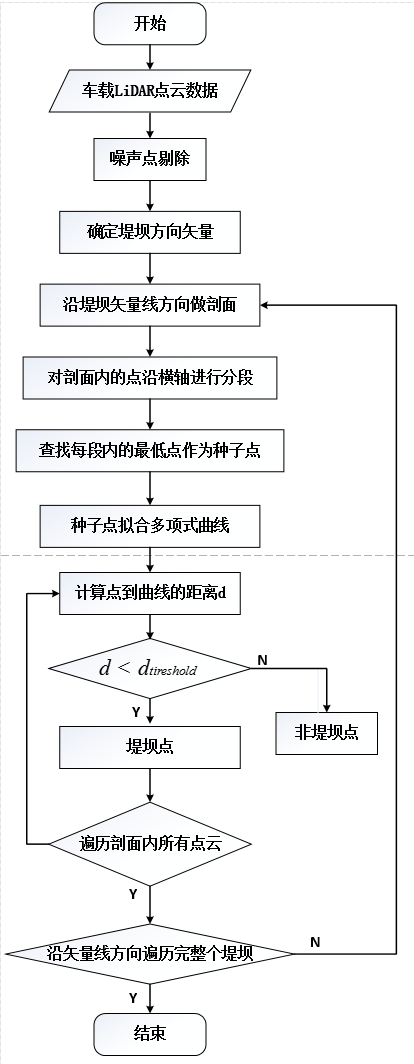 开始
车载LiDAR点云数据
噪声点剔除
确定堤坝方向矢量
沿堤坝矢量线方向做剖面
对剖面内的点沿横轴进行分段
查找每段内的最低点作为种子点
种子点拟合多项式曲线
计算点到曲线的距离d
d < dtireshold
N
Y
非堤坝点
堤坝点
遍历剖面内所有点云
Y
沿矢量线方向遍历完整个堤坝
N
Y
结束